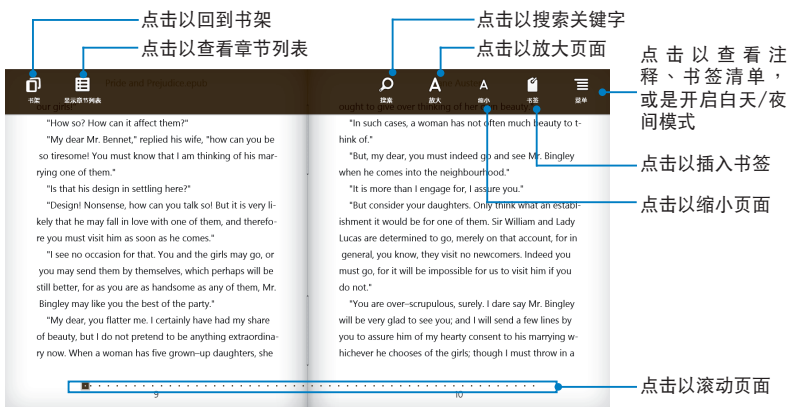 点击以回到书架
点击以搜索关键字
点击以查看章节列表
点击以放大页面
点击以查看注
释、书签清单，
或是开启白天/夜
间模式
点击以插入书签
点击以缩小页面
点击以滚动页面
Pride and Prejudice.epub
书架
显示章节列表
搜索
放大
缩小
书签
菜单
our girls!"
"How so? How can it affect them?"
"My dear Mr. Bennet," replied his wife, "how can you be
so tiresome! You must know that I am thinking of his mar-
rying one of them."
"Is that his design in settling here?"
"Design! Nonsense, how can you talk so! But it is very li-
kely that he may fall in love with one of them, and therefo-
re you must visit him as soon as he comes."
"I see no occasion for that. You and the girls may go, or
you may send them by themselves, which perhaps will be
still better, for as you are as handsome as any of them, Mr.
Bingley may like you the best of the party."
"My dear, you flatter me. I certainly have had my share
of beauty, but I do not pretend to be anything extraordina-
ry now. When a woman has five grown–up daughters, she
9
ought to give over thinking of her own beauty."
"In such cases, a woman has not often much beauty to t-
hink of."
"But, my dear, you must indeed go and see Mr. Bingley
when he comes into the neighbourhood."
"It is more than I engage for, I assure you."
"But consider your daughters. Only think what an establ-
ishment it would be for one of them. Sir William and Lady
Lucas are determined to go, merely on that account, for in
general, you know, they visit no newcomers. Indeed you
must go, for it will be impossible for us to visit him if you
do not."
"You are over–scrupulous, surely. I dare say Mr. Bingley
will be very glad to see you; and I will send a few lines by
you to assure him of my hearty consent to his marrying w-
hichever he chooses of the girls; though I must throw in a
10